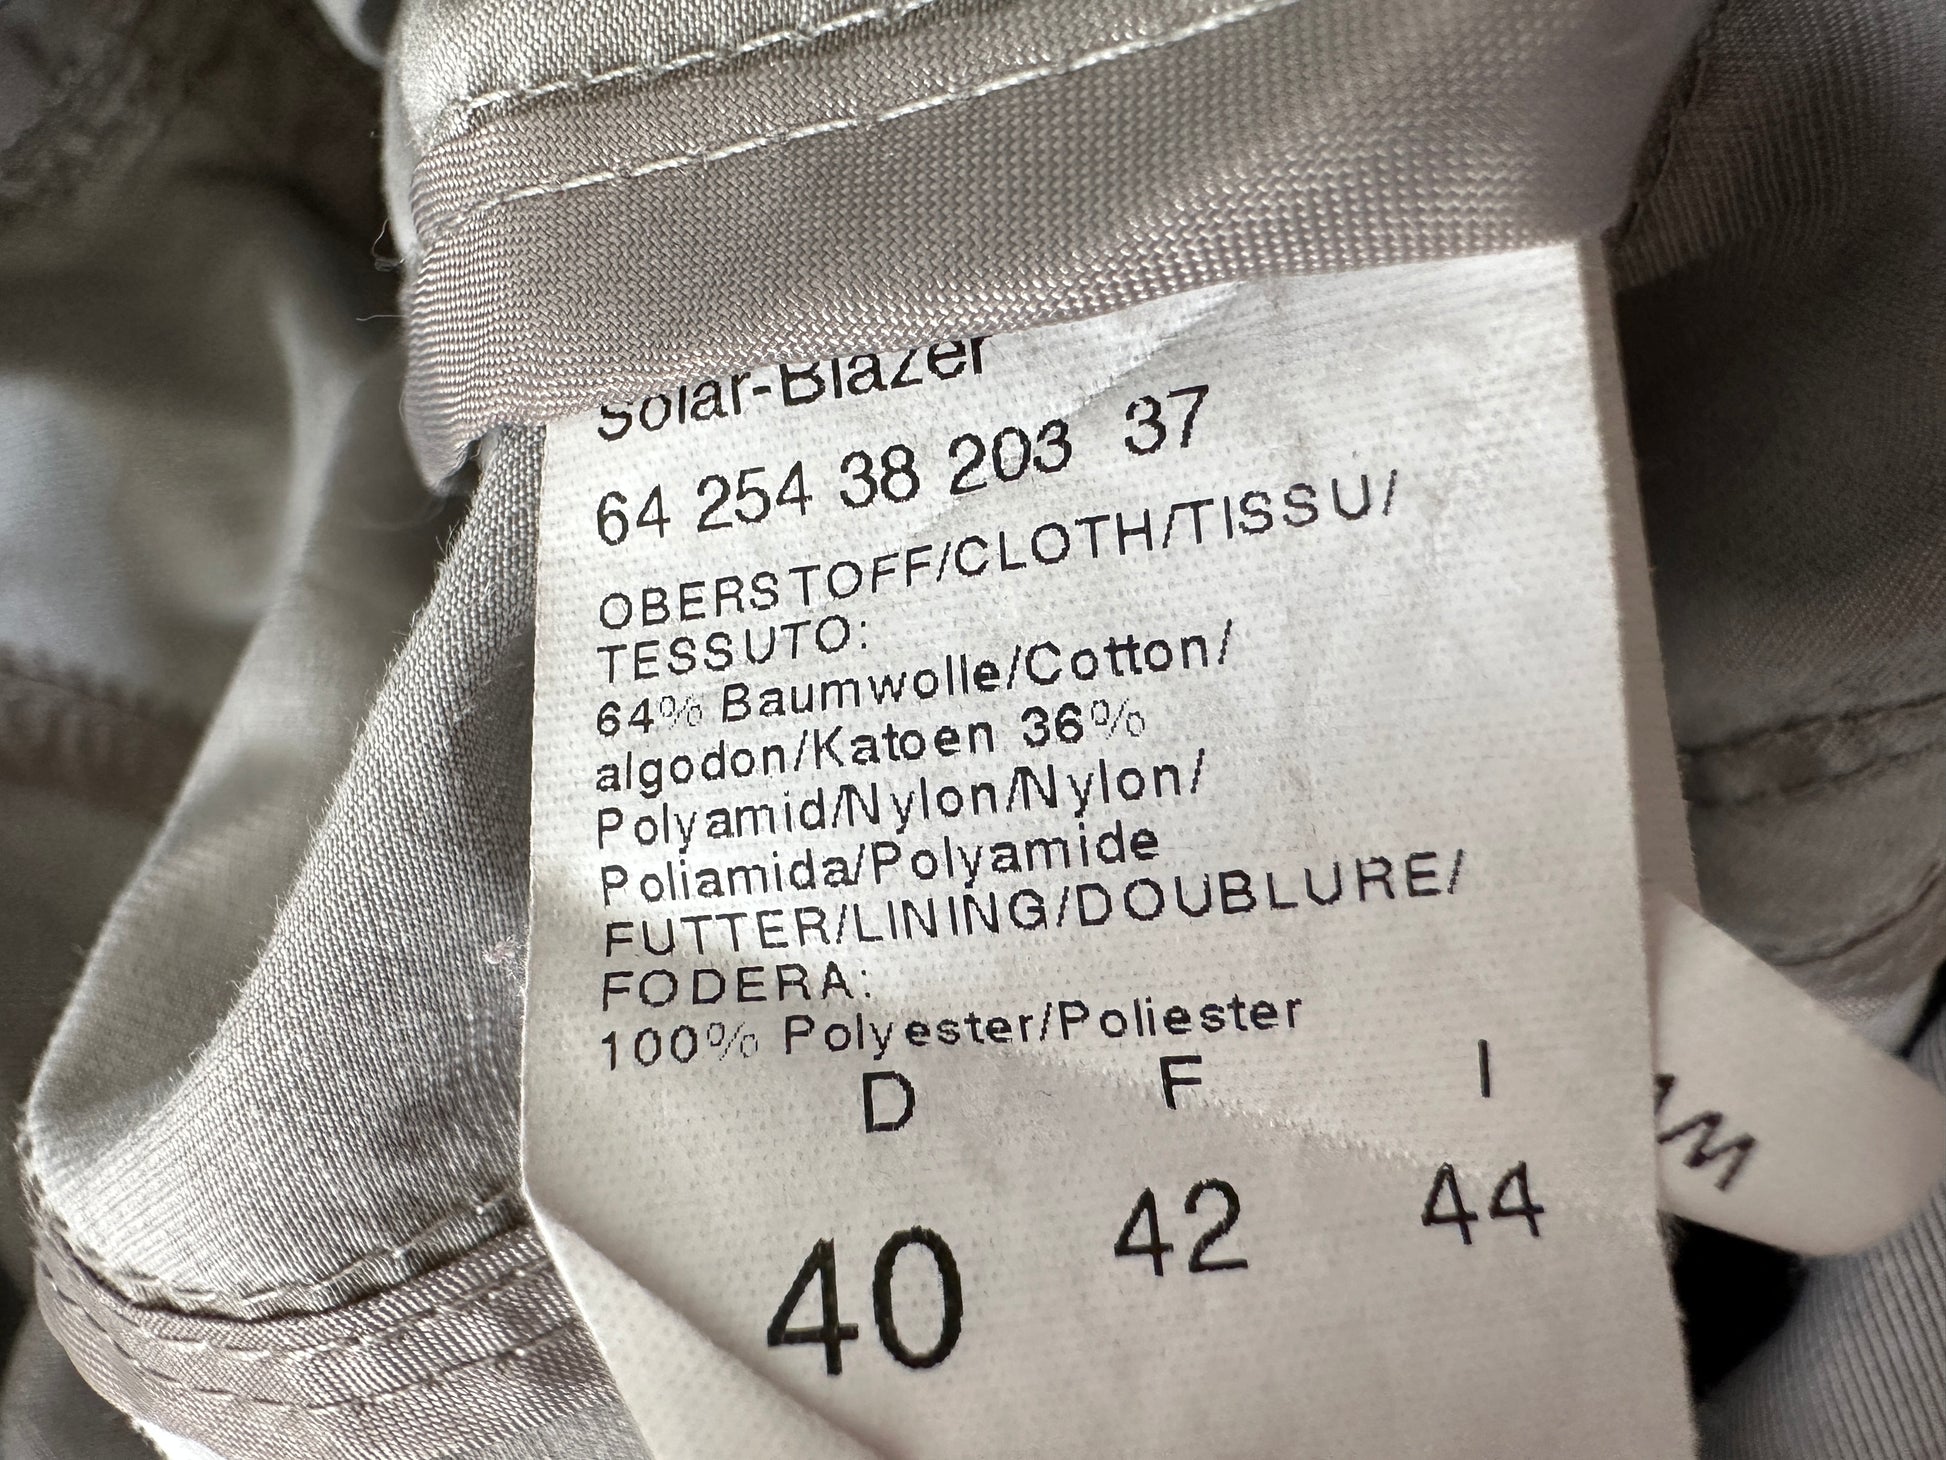 Solar-Blazer
64 254 38 203 37
OBERSTOFF/CLOTH/TISSU/
TESSUTO:
64% Baumwolle/Cotton/
algodon/Katoen 36%
Polyamid/Nylon/Nylon/
Poliamida/Polyamide
FUTTER/LINING/DOUBLURE/
FODERA:
100% Polyester/Poliester
D F I
40 42 44